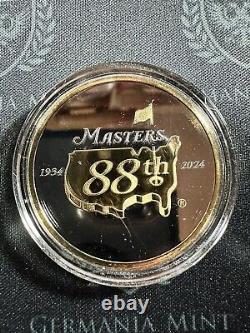 MASTERS
1934 2024
88th
®
GERMANIA MINT